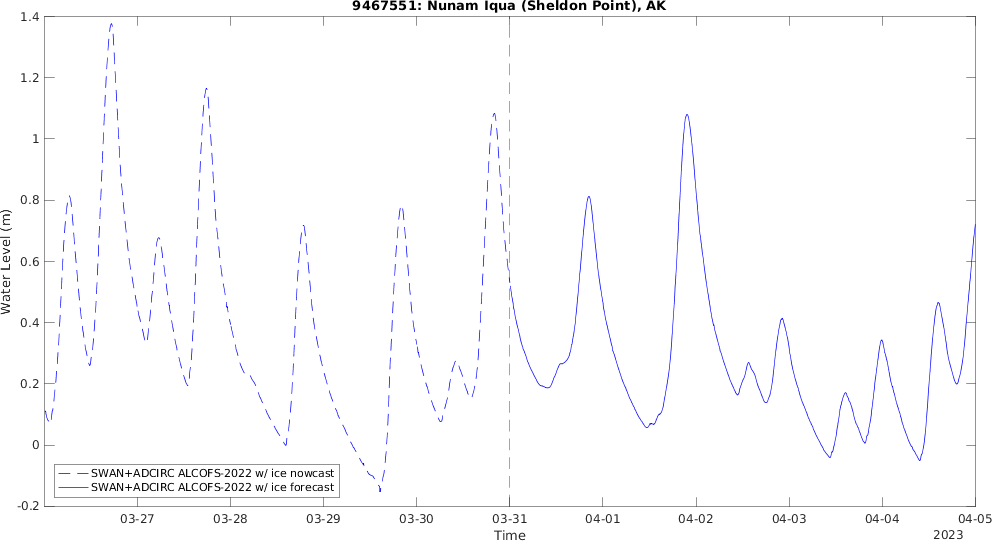 9467551: Nunam Iqua (Sheldon Point), AK
1.4
1.2
1
0.8
0.6
0.4
0.2
0
-0.2
Water Level (m)
SWAN+ADCIRC ALCOFS-2022 w/ ice nowcast
SWAN+ADCIRC ALCOFS-2022 w/ ice forecast
03-27 03-28 03-29 03-30 03-31 04-01 04-02 04-03 04-04 04-05
Time
2023